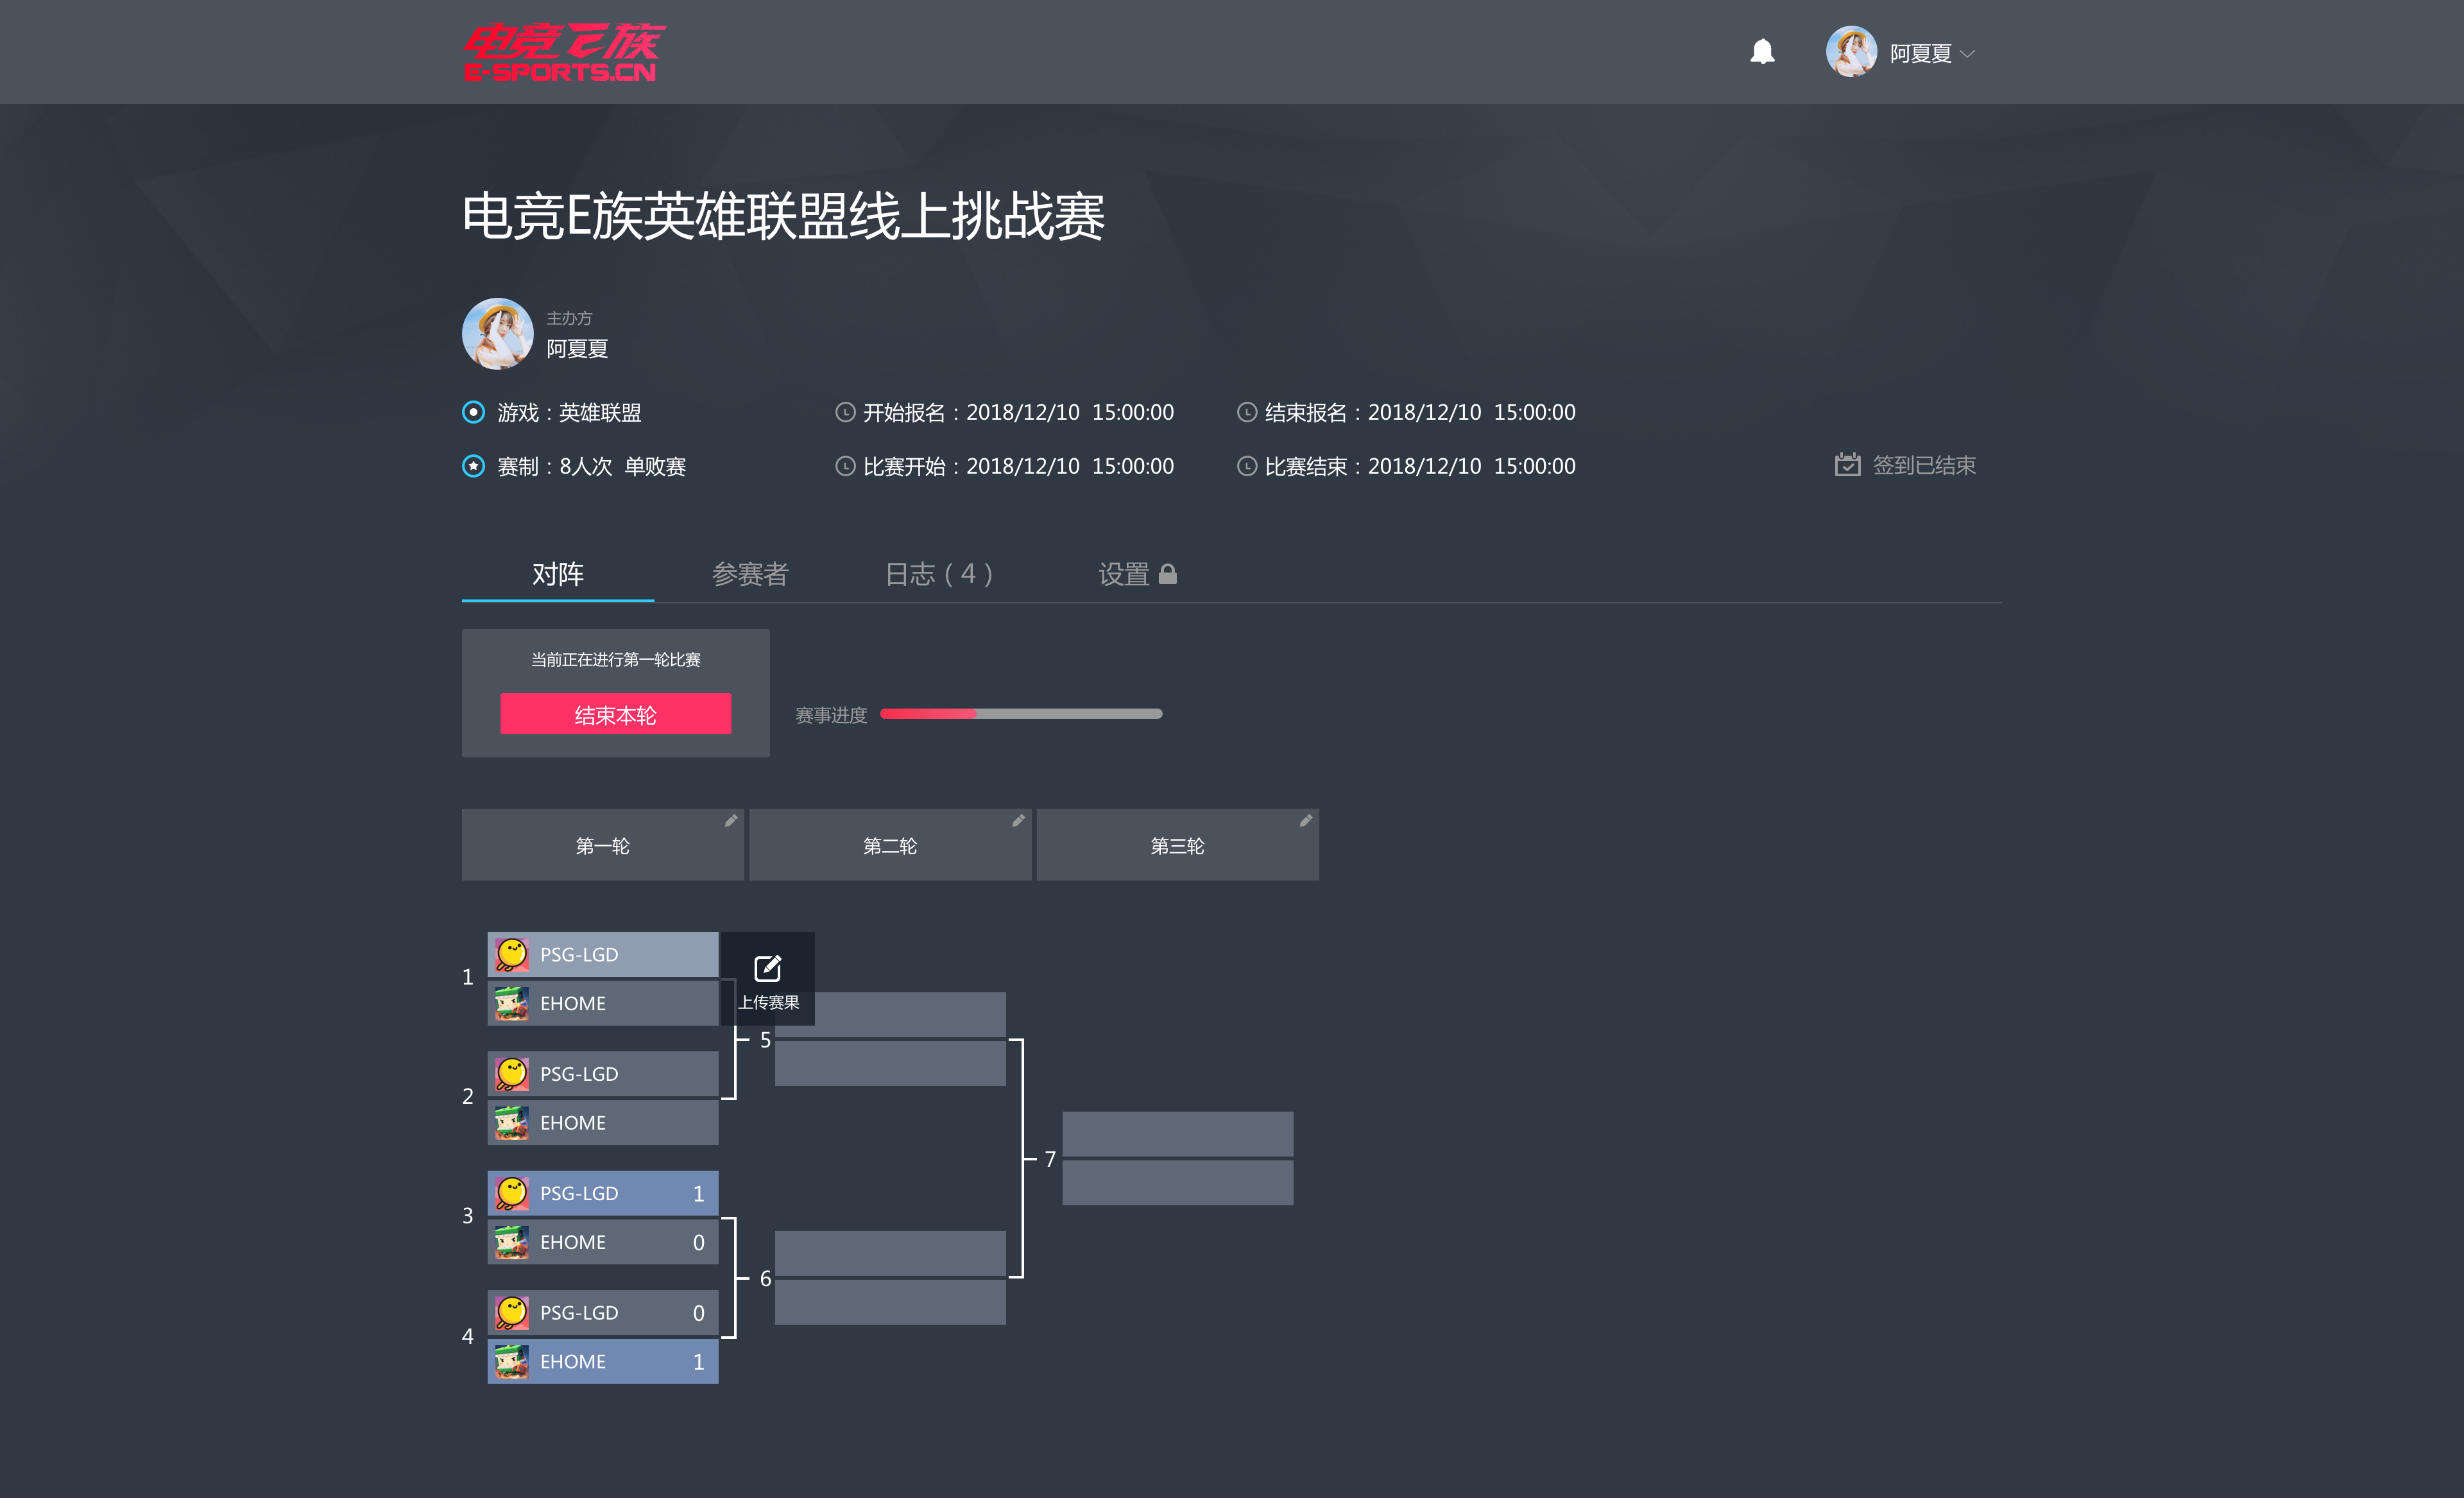 电竞E族
E-SPORTS.CN
阿夏夏
电竞E族英雄联盟线上挑战赛
主办方
阿夏夏
游戏：英雄联盟
开始报名：2018/12/10 15:00:00
结束报名：2018/12/10 15:00:00
赛制：8人次 单败赛
比赛开始：2018/12/10 15:00:00
比赛结束：2018/12/10 15:00:00
签到已结束
对阵
参赛者
日志（4）
设置
当前正在进行第一轮比赛
结束本轮
赛事进度
第一轮
第二轮
第三轮
1
PSG-LGD
EHOME
上传赛果
5
2
PSG-LGD
EHOME
7
3
PSG-LGD 1
EHOME 0
6
4
PSG-LGD 0
EHOME 1